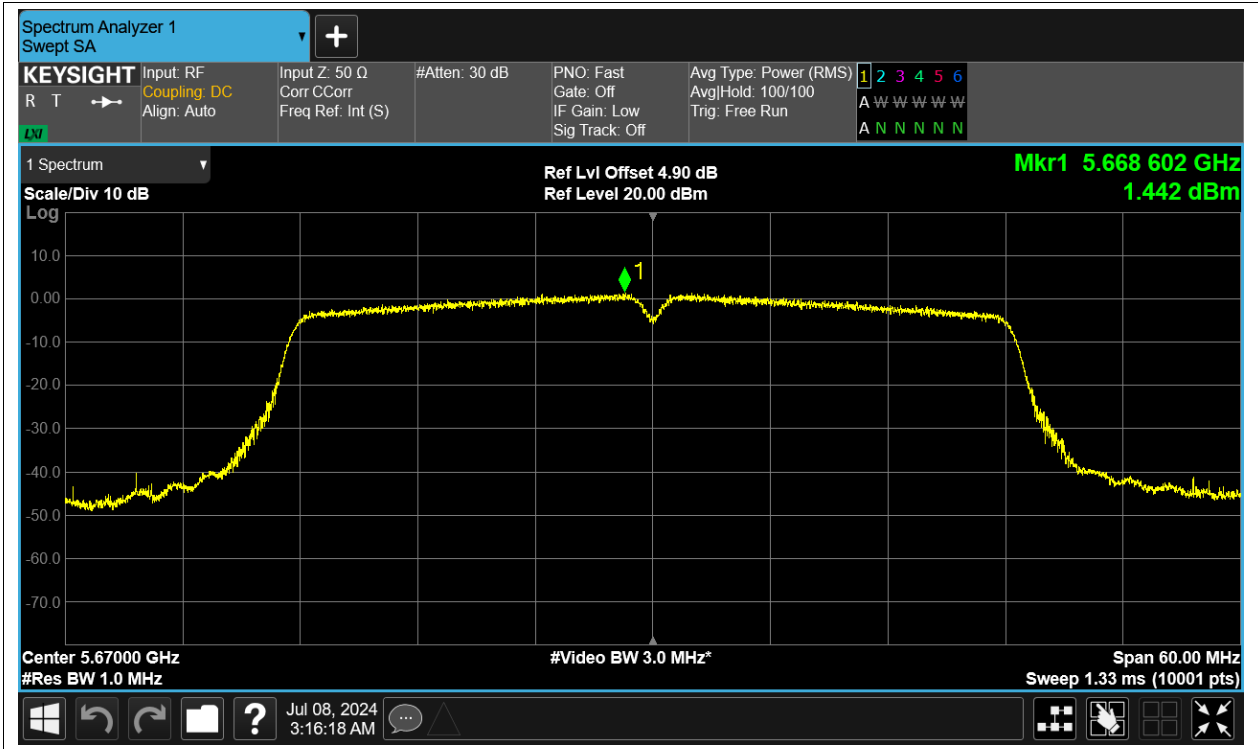 Spectrum Analyzer 1
Swept SA
KEYSIGHT
R T
LXI
Input: RF
Coupling: DC
Align: Auto
Input Z: 50 Ω
Corr CCorr
Freq Ref: Int (S)
#Atten: 30 dB
PNO: Fast
Gate: Off
IF Gain: Low
Sig Track: Off
Avg Type: Power (RMS)
Avg|Hold: 100/100
Trig: Free Run
1 2 3 4 5 6
A W W W W W
A N N N N N
1 Spectrum
Scale/Div 10 dB
Log
Ref Lvl Offset 4.90 dB
Ref Level 20.00 dBm
Mkr1 5.668 602 GHz
1.442 dBm
10.0
0.00
-10.0
-20.0
-30.0
-40.0
-50.0
-60.0
-70.0
1
Center 5.67000 GHz
#Res BW 1.0 MHz
#Video BW 3.0 MHz*
Span 60.00 MHz
Sweep 1.33 ms (10001 pts)
?
Jul 08, 2024
3:16:18 AM